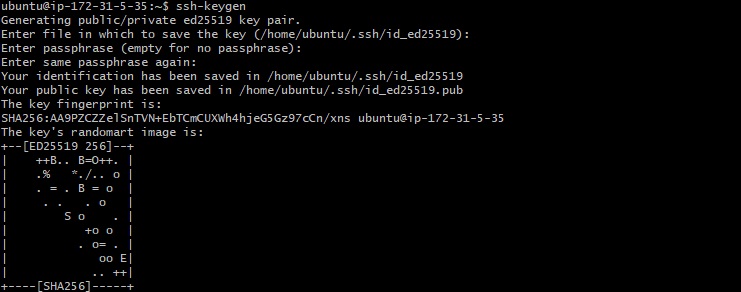 ubuntu@ip-172-31-5-35:~$ ssh-keygen
Generating public/private ed25519 key pair.
Enter file in which to save the key (/home/ubuntu/.ssh/id_ed25519):
Enter passphrase (empty for no passphrase):
Enter same passphrase again:
Your identification has been saved in /home/ubuntu/.ssh/id_ed25519
Your public key has been saved in /home/ubuntu/.ssh/id_ed25519.pub
The key fingerprint is:
SHA256:AA9PZCZZelSnTVN+EbTCmCUXWh4hjeG5Gz97cCn/xns ubuntu@ip-172-31-5-35
The key's randomart image is:
+--[ED25519 256]--+
|    ++B.. B=O++. |
|    .%   *./.. o |
|    . = . B = o  |
|     . .   . o   |
|        S o    . |
|           +o o  |
|          . o= . |
|             oo E|
|            .. ++|
+----[SHA256]-----+